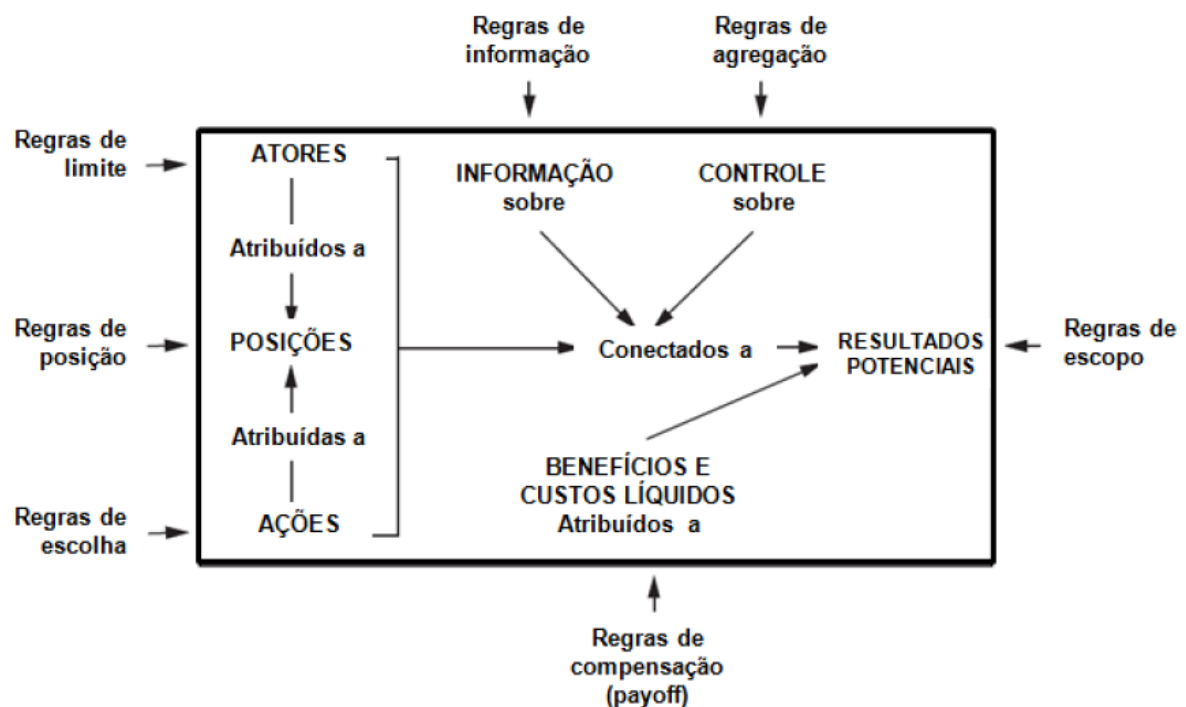 Regras de
informação
Regras de
agregação
Regras de
limite
ATORES
INFORMAÇÃO
sobre
CONTROLE
sobre
Atribuídos a
Regras de
posição
POSIÇÕES
Conectados a
RESULTADOS
POTENCIAIS
Regras de
escopo
Atribuídas a
BENEFÍCIOS E
CUSTOS LÍQUIDOS
Atribuídos a
Regras de
escolha
AÇÕES
Regras de
compensação
(payoff)